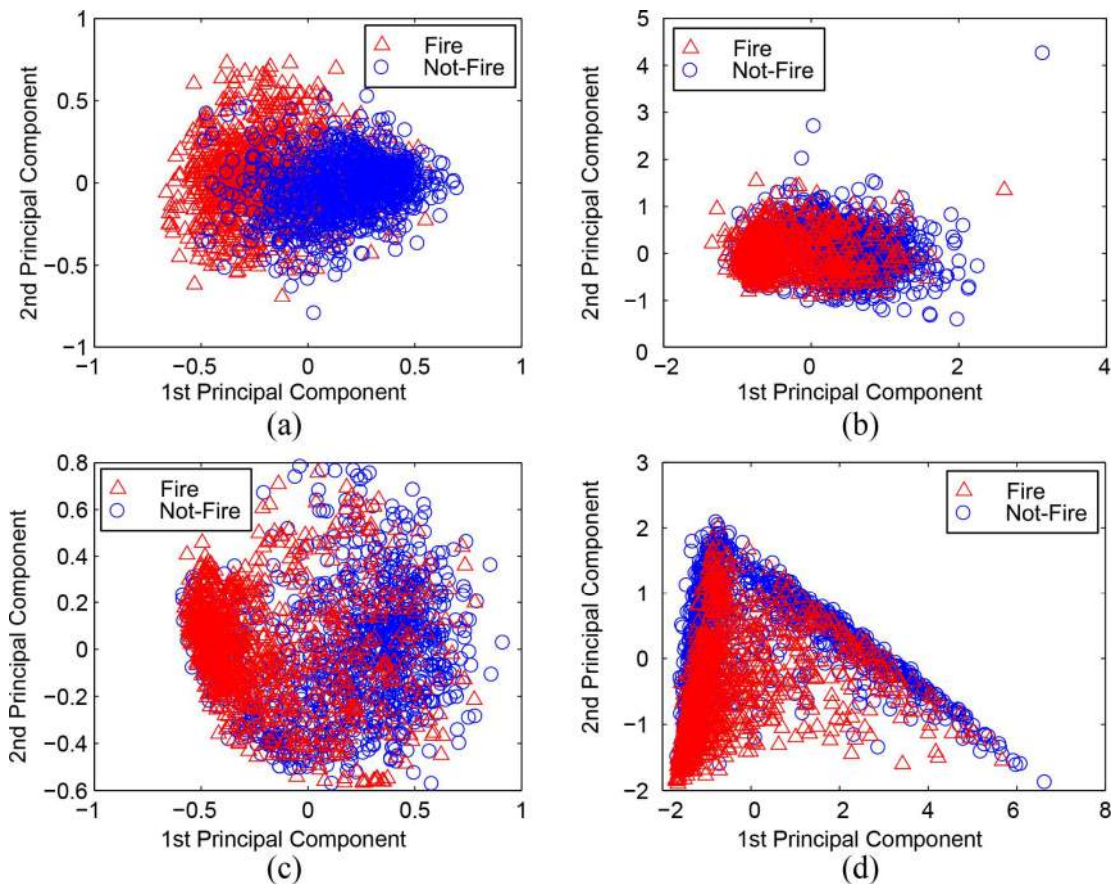 1
0.5
0
−0.5
−1
−1
−0.5
0
0.5
1
2nd Principal Component
1st Principal Component
Fire
Not-Fire
(a)
5
4
3
2
1
0
−1
0
−2
0
2
4
2nd Principal Component
1st Principal Component
Fire
Not-Fire
(b)
0.8
0.6
0.4
0.2
0
−0.2
−0.4
−0.6
−1
−0.5
0
0.5
1
2nd Principal Component
1st Principal Component
Fire
Not-Fire
(c)
3
2
1
0
−1
−2
−2
0
2
4
6
8
2nd Principal Component
1st Principal Component
Fire
Not-Fire
(d)